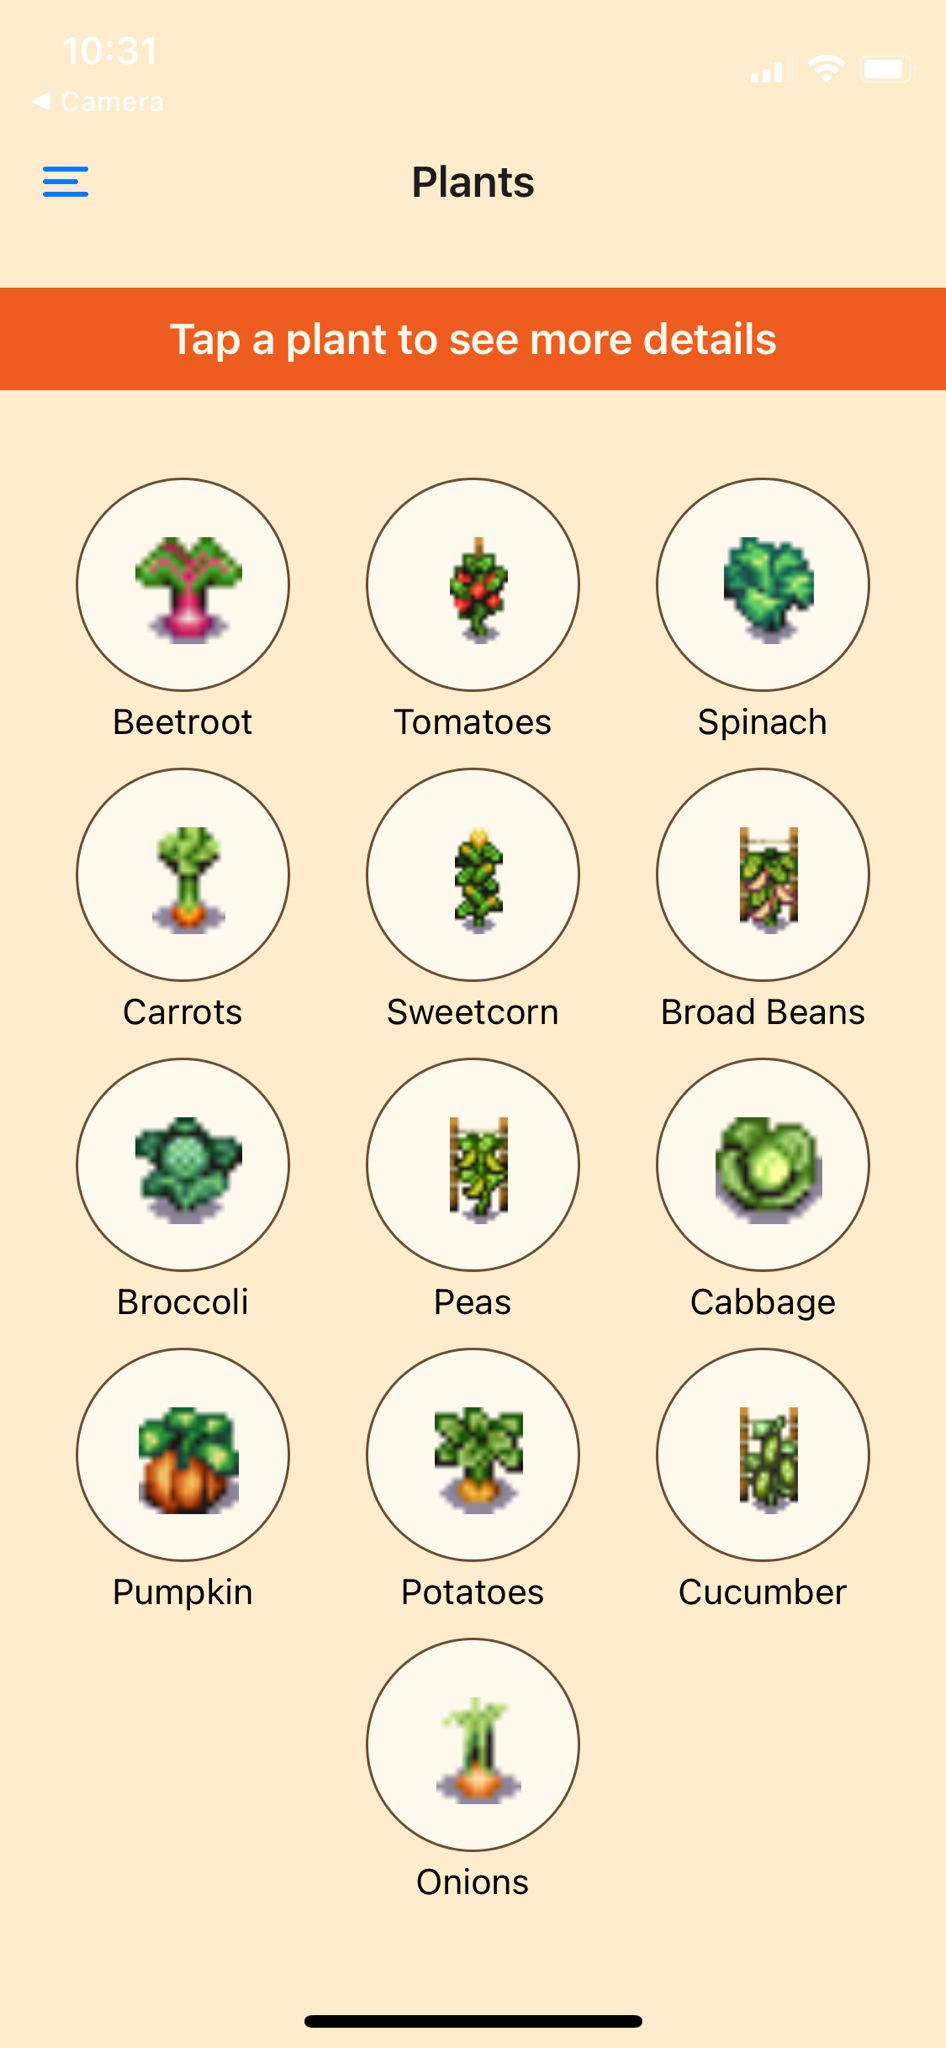 10:31
Camera
Plants
Tap a plant to see more details
Beetroot
Tomatoes
Spinach
Carrots
Sweetcorn
Broad Beans
Broccoli
Peas
Cabbage
Pumpkin
Potatoes
Cucumber
Onions